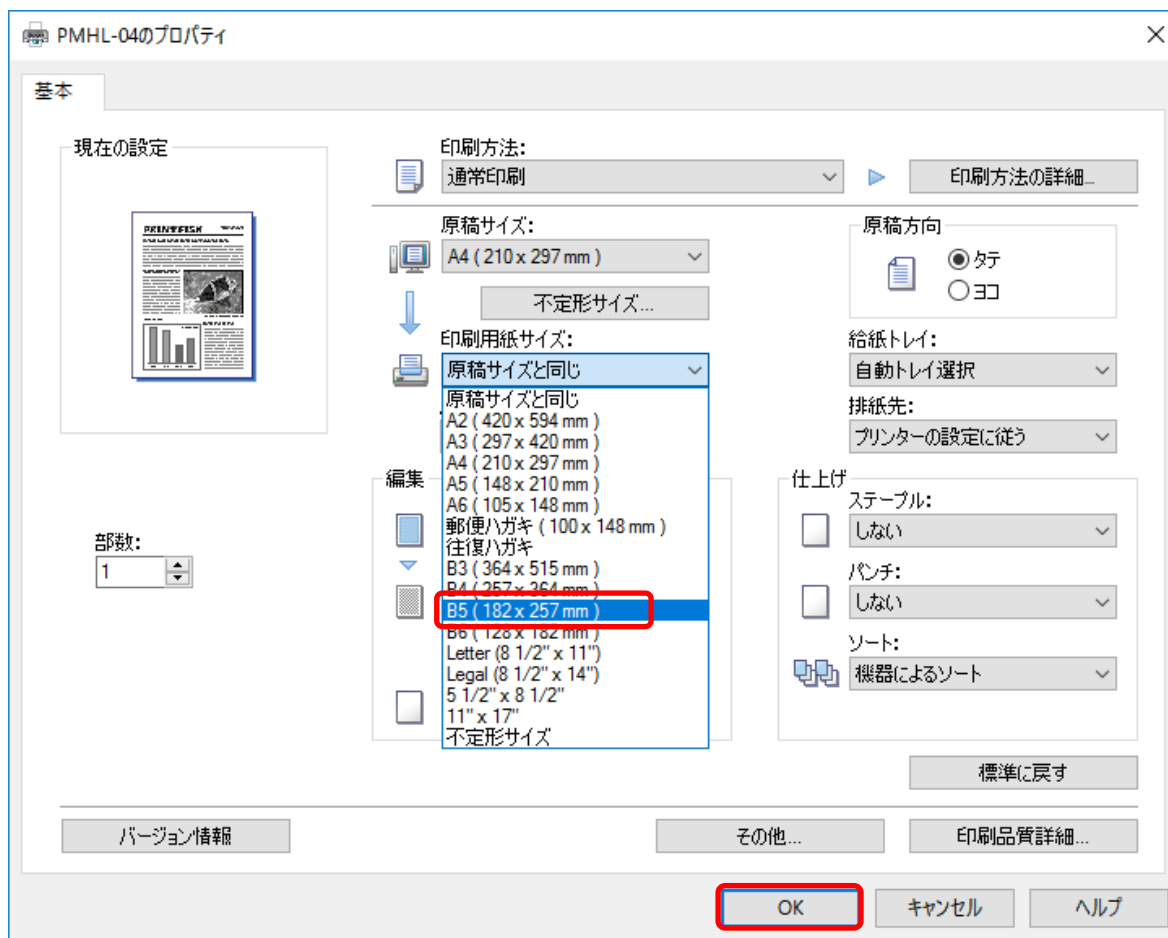 PMHL-04のプロパティ
基本
現在の設定
印刷方法:
通常印刷
印刷方法の詳細...
原稿サイズ:
A4 ( 210 x 297 mm )
不定形サイズ...
原稿方向
タテ
ヨコ
印刷用紙サイズ:
原稿サイズと同じ
原稿サイズと同じ
A2 ( 420 x 594 mm )
A3 ( 297 x 420 mm )
A4 ( 210 x 297 mm )
A5 ( 148 x 210 mm )
A6 ( 105 x 148 mm )
郵便ハガキ ( 100 x 148 mm )
往復ハガキ
B3 ( 364 x 515 mm )
B4 ( 257 x 364 mm )
B5 ( 182 x 257 mm )
B6 ( 128 x 182 mm )
Letter (8 1/2" x 11")
Legal (8 1/2" x 14")
5 1/2" x 8 1/2"
11" x 17"
不定形サイズ
給紙トレイ:
自動トレイ選択
排紙先:
プリンターの設定に従う
編集
仕上げ
ステープル:
しない
パンチ:
しない
ソート:
機器によるソート
部数:
1
標準に戻す
バージョン情報
その他...
印刷品質詳細...
OK
キャンセル
ヘルプ